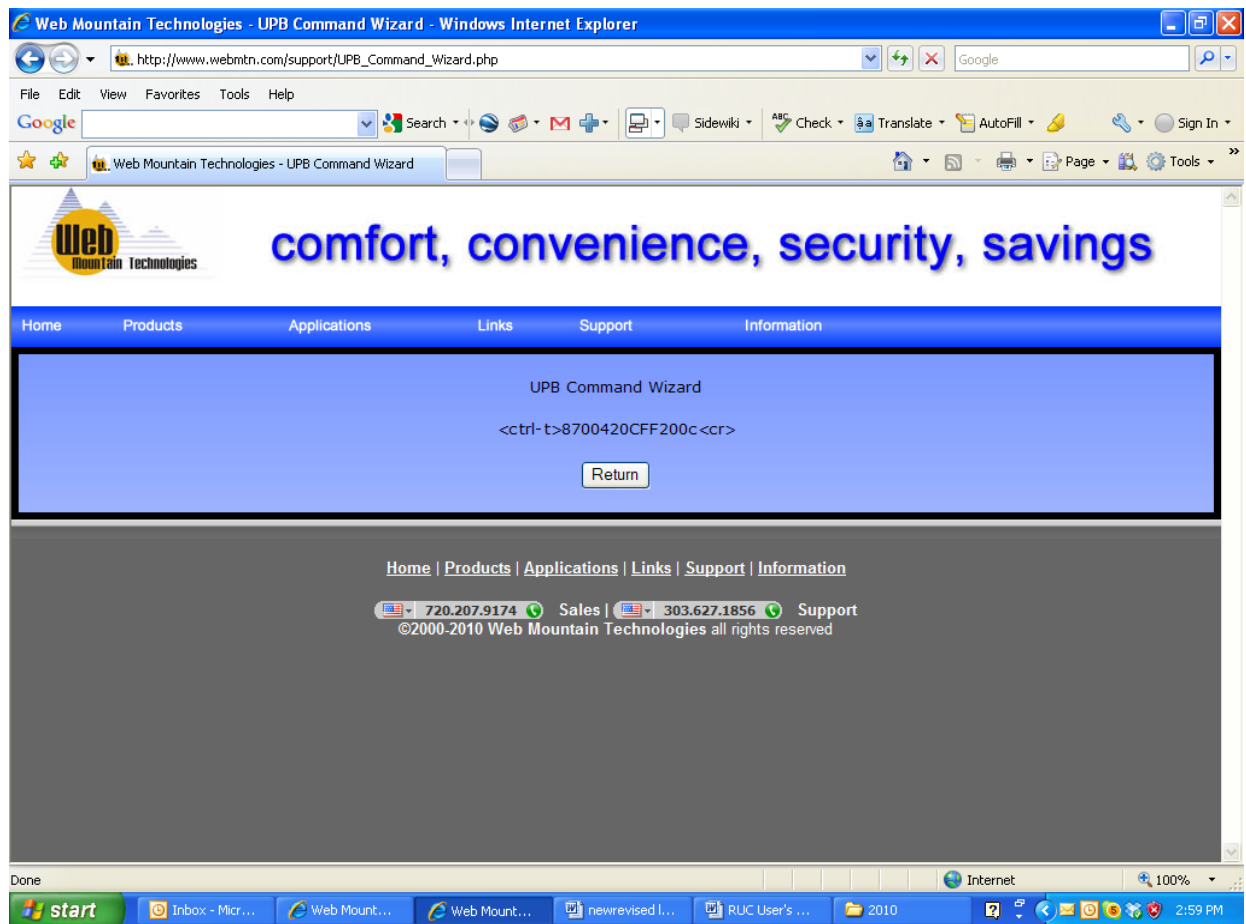 Web Mountain Technologies - UPB Command Wizard - Windows Internet Explorer
http://www.webmtn.com/support/UPB_Command_Wizard.php
Google
File Edit View Favorites Tools Help
Google Search Sidewiki ABC Check Translate AutoFill Sign In
Web Mountain Technologies - UPB Command Wizard
Page Tools
Web
Mountain Technologies
comfort, convenience, security, savings
Home Products Applications Links Support Information
UPB Command Wizard
<ctrl-t>8700420CFF200c<cr>
Return
Home | Products | Applications | Links | Support | Information
720.207.9174 Sales | 303.627.1856 Support
©2000-2010 Web Mountain Technologies all rights reserved
Done Internet 100%
start Inbox - Micr... Web Mount... Web Mount... newrevised l... RUC User's ... 2010 2:59 PM